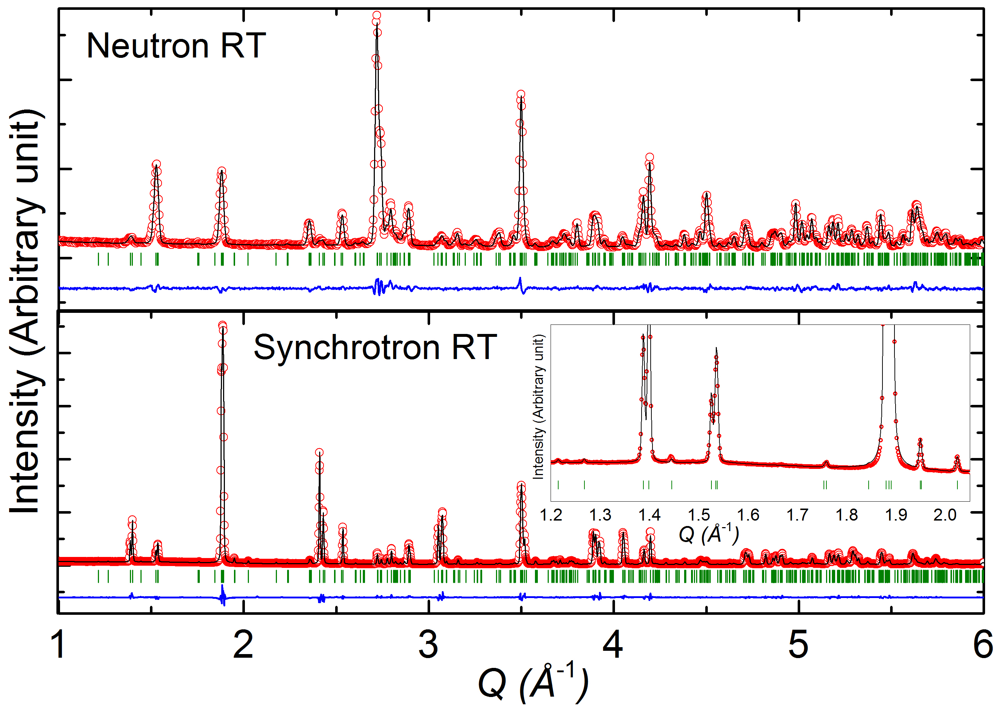 Neutron RT
Intensity (Arbitrary unit)
Synchrotron RT
Intensity (Arbitrary unit)
1.2 1.3 1.4 1.5 1.6 1.7 1.8 1.9 2.0
Q (Å-1)
1 2 3 4 5 6
Q (Å-1)